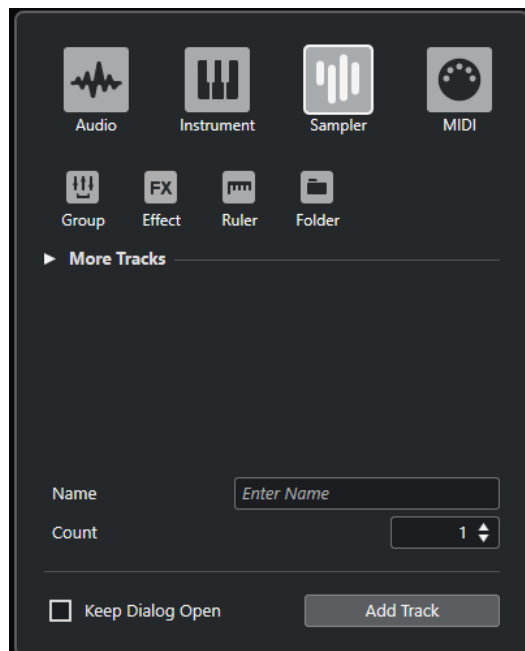 Audio Instrument Sampler MIDI
FX
Group Effect Ruler Folder
More Tracks
Name Enter Name
Count 1
Keep Dialog Open Add Track